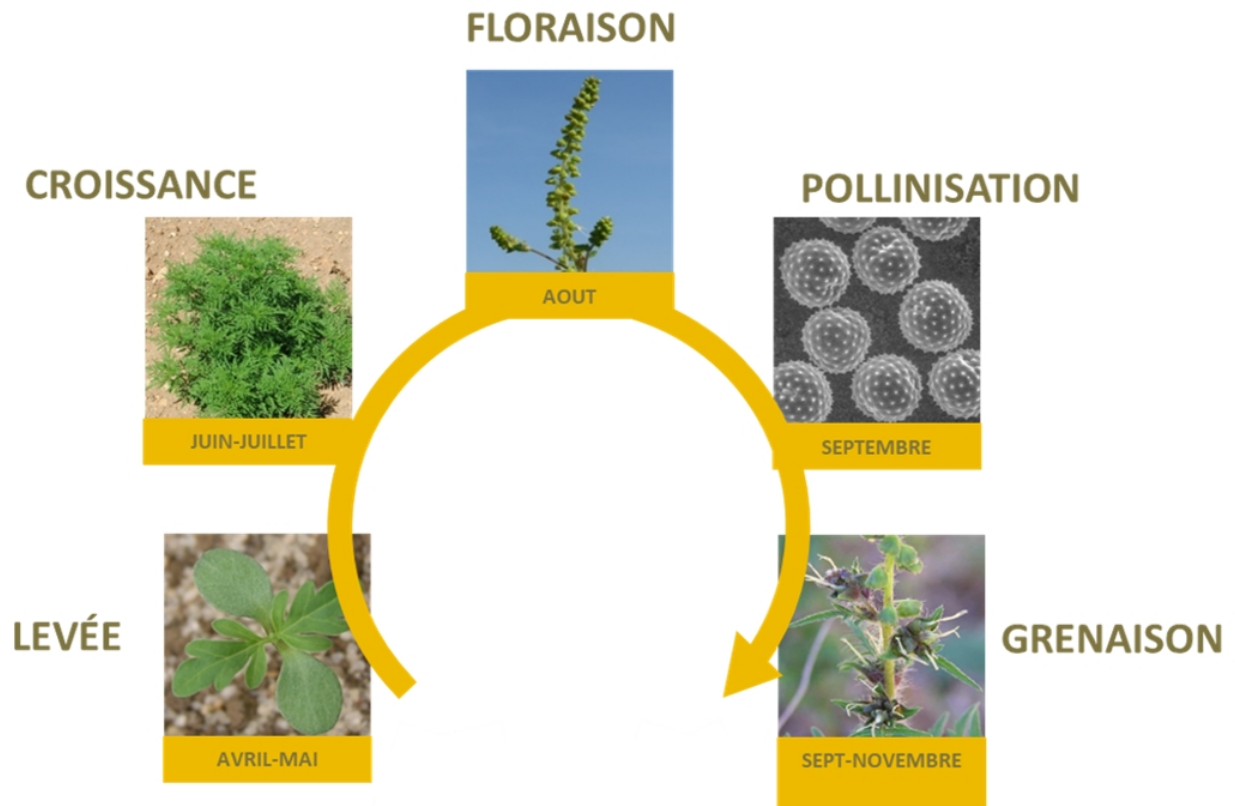 FLORAISON
AOUT
CROISSANCE
JUIN-JUILLET
POLLINISATION
SEPTEMBRE
LEVÉE
AVRIL-MAI
GRENAISON
SEPT-NOVEMBRE